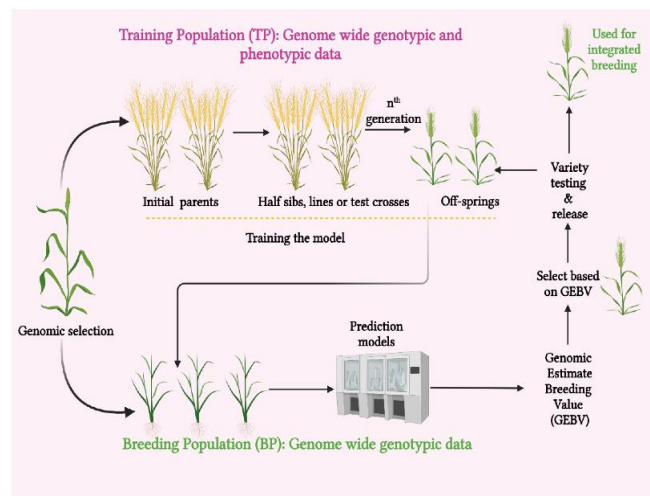 Training Population (TP): Genome wide genotypic and
phenotypic data
Used for
integrated
breeding
nth
generation
Initial parents
Half sibs, lines or test crosses
Off-springs
Variety
testing
&
release
Training the model
Genomic selection
Select based
on GEBV
Prediction
models
Genomic
Estimate
Breeding
Value
(GEBV)
Breeding Population (BP): Genome wide genotypic data